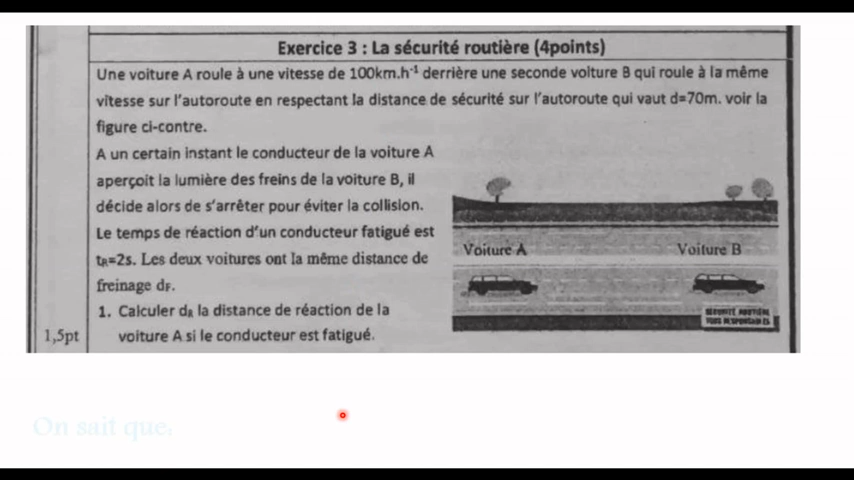 Exercice 3 : La sécurité routière (4points)
Une voiture A roule à une vitesse de 100km.h⁻¹ derrière une seconde voiture B qui roule à la même
vitesse sur l'autoroute en respectant la distance de sécurité sur l'autoroute qui vaut d=70m. voir la
figure ci-contre.
A un certain instant le conducteur de la voiture A
aperçoit la lumière des freins de la voiture B, il
décide alors de s'arrêter pour éviter la collision.
Le temps de réaction d'un conducteur fatigué est
tR=2s. Les deux voitures ont la même distance de
freinage dF.
1. Calculer dR la distance de réaction de la
1,5pt voiture A si le conducteur est fatigué.
Voiture A Voiture B
SECURITE ROUTIERE
TOUS RESPONSABLES
On sait que: